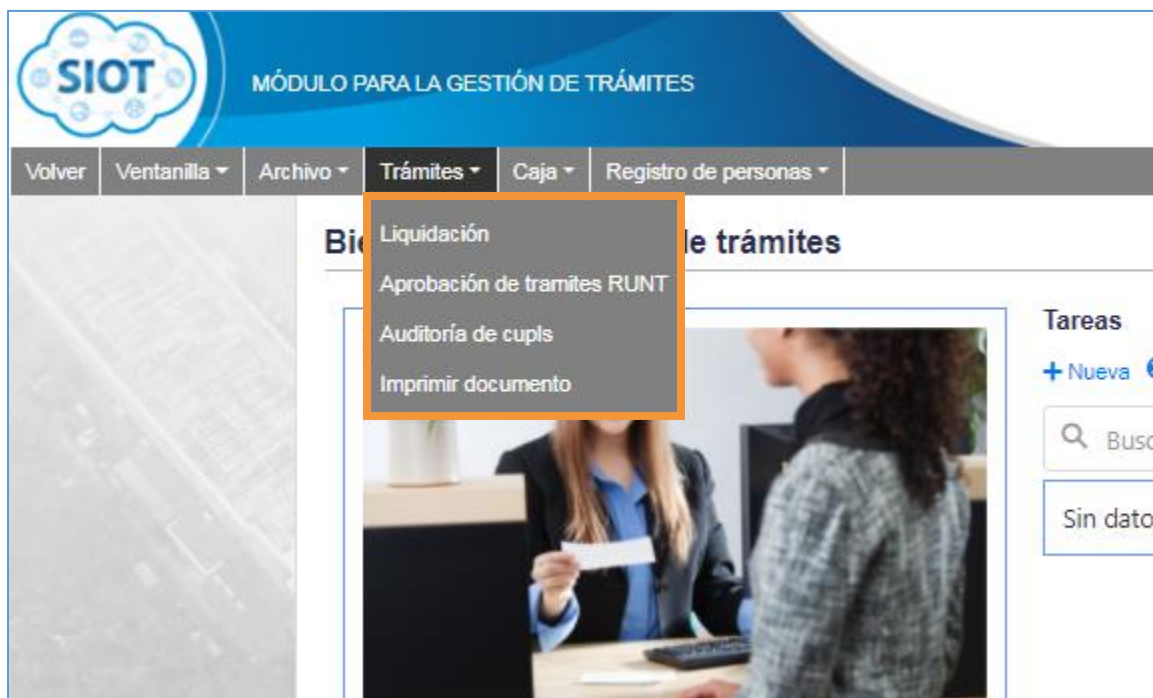 SIOT
MÓDULO PARA LA GESTIÓN DE TRÁMITES
Volver Ventanilla Archivo Trámites Caja Registro de personas
Liquidación
Aprobación de tramites RUNT
Auditoría de cupls
Imprimir documento
de trámites
Tareas
+ Nueva
Sin dato